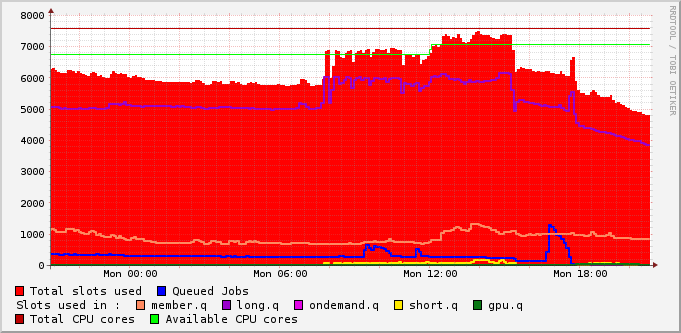 8000
7000
6000
5000
4000
3000
2000
1000
0
Mon 00:00 Mon 06:00 Mon 12:00 Mon 18:00
Total slots used Queued Jobs
Slots used in : member.q long.q ondemand.q short.q gpu.q
Total CPU cores Available CPU cores
RRDTOOL / TOBI OETIKER